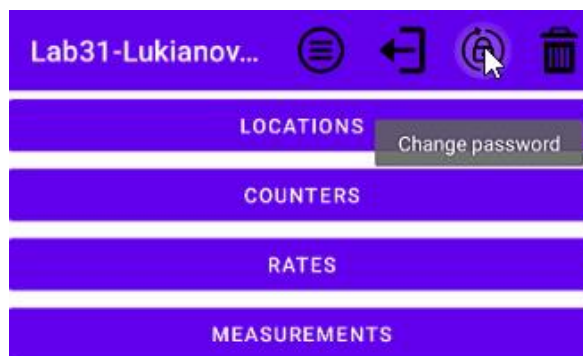 Lab31-Lukianov...
LOCATIONS
Change password
COUNTERS
RATES
MEASUREMENTS